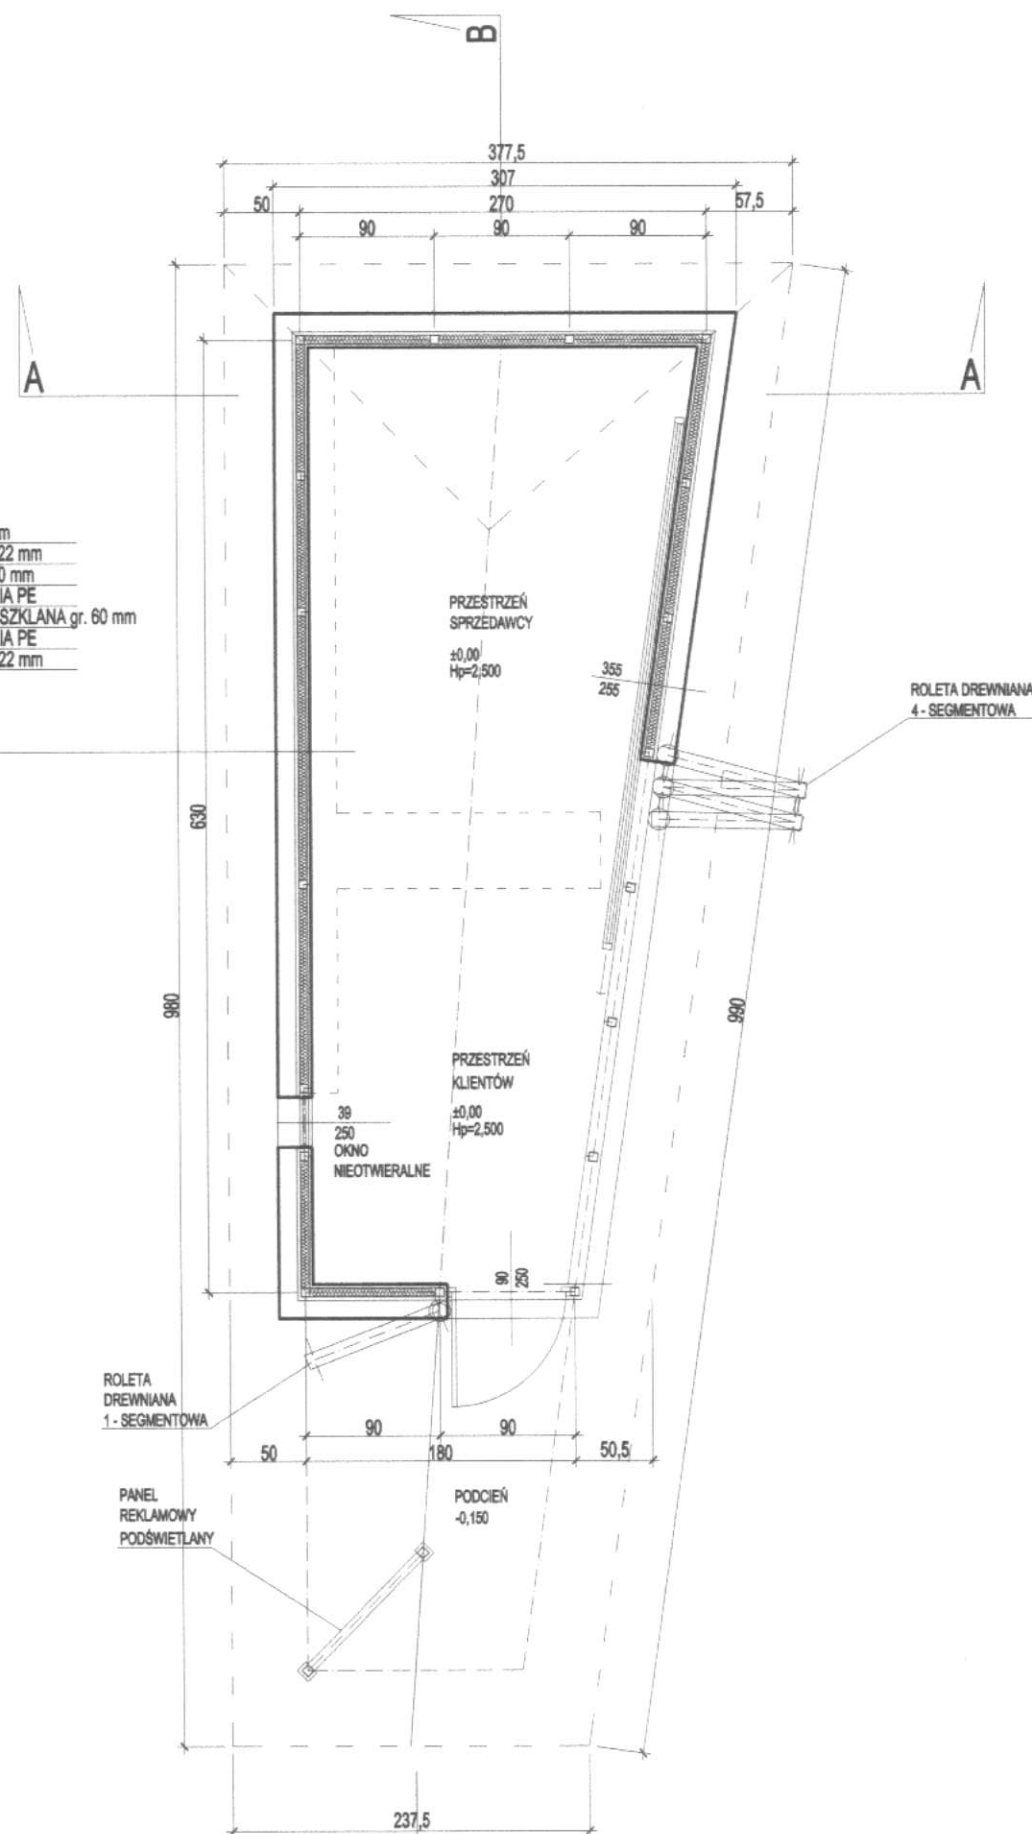 B
377,5
307
50
270
57,5
90
90
90
A
A
m
22 mm
0 mm
IA PE
SZKLANA gr. 60 mm
IA PE
22 mm
PRZESTRZEŃ
SPRZEDAWCY
±0,00
Hp=2,500
355
255
ROLETA DREWNIANA
4 - SEGMENTOWA
630
980
990
PRZESTRZEŃ
KLIENTÓW
±0,00
Hp=2,500
39
250
OKNO
NIEOTWIERALNE
90
250
ROLETA
DREWNIANA
1 - SEGMENTOWA
90
90
50
180
50,5
PANEL
REKLAMOWY
PODŚWIETLANY
PODCIEŃ
-0,150
237,5